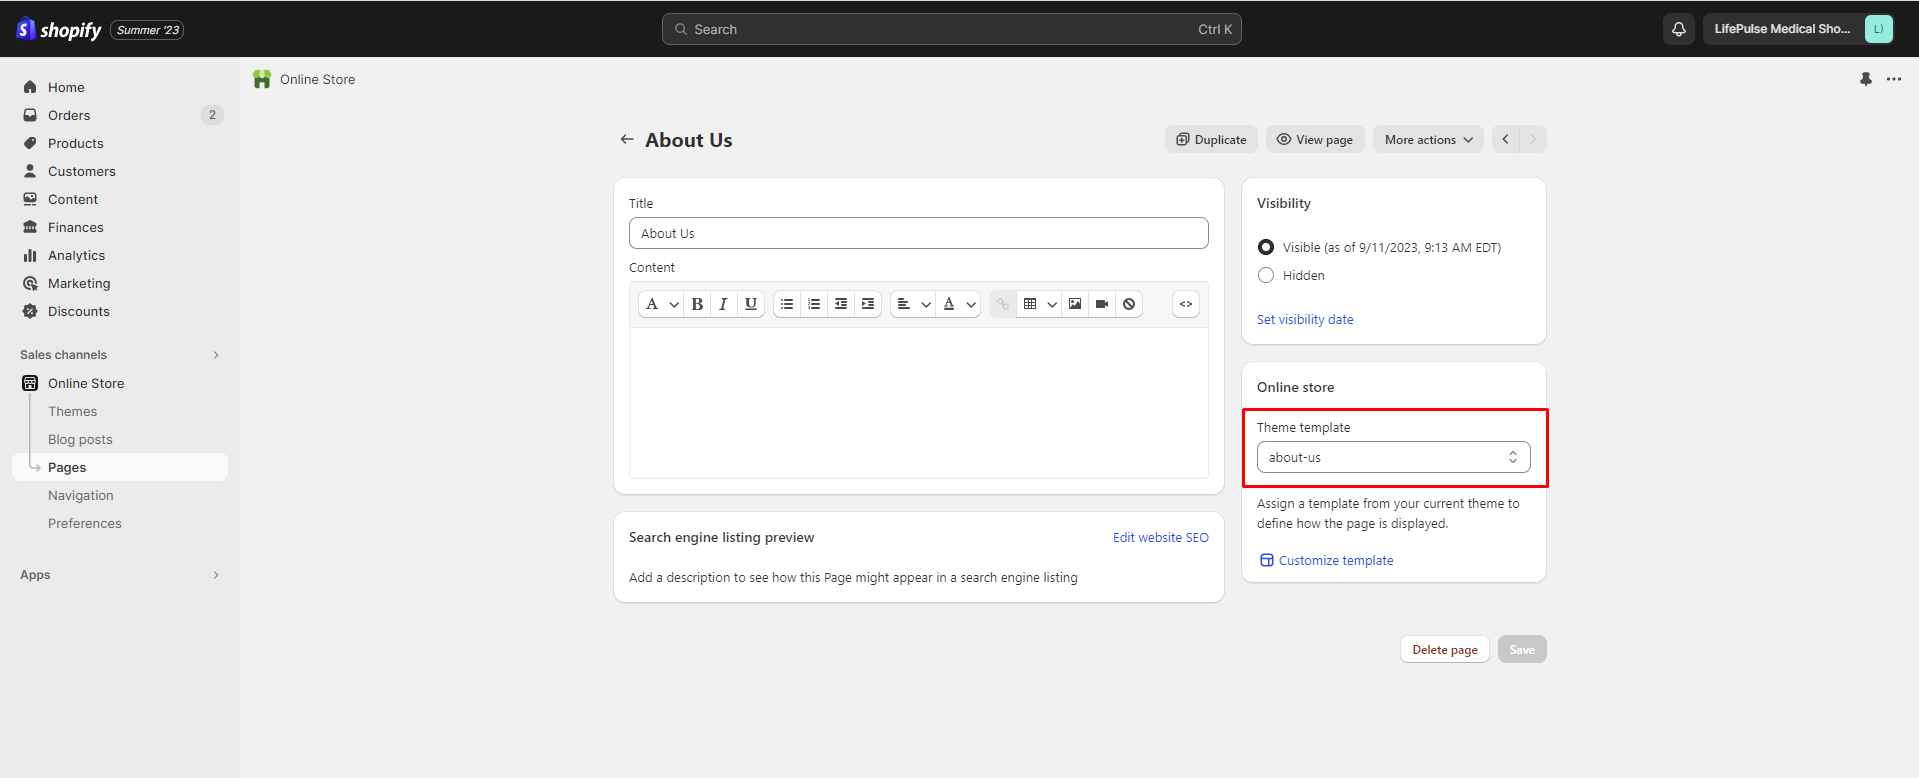 shopify Summer '23
Search Ctrl K
LifePulse Medical Sho... L)
Home
Orders 2
Products
Customers
Content
Finances
Analytics
Marketing
Discounts
Sales channels
Online Store
Themes
Blog posts
Pages
Navigation
Preferences
Apps
Online Store
About Us
Duplicate View page More actions
Title
About Us
Content
A B I U A <>
Search engine listing preview Edit website SEO
Add a description to see how this Page might appear in a search engine listing
Visibility
Visible (as of 9/11/2023, 9:13 AM EDT)
Hidden
Set visibility date
Online store
Theme template
about-us
Assign a template from your current theme to
define how the page is displayed.
Customize template
Delete page Save